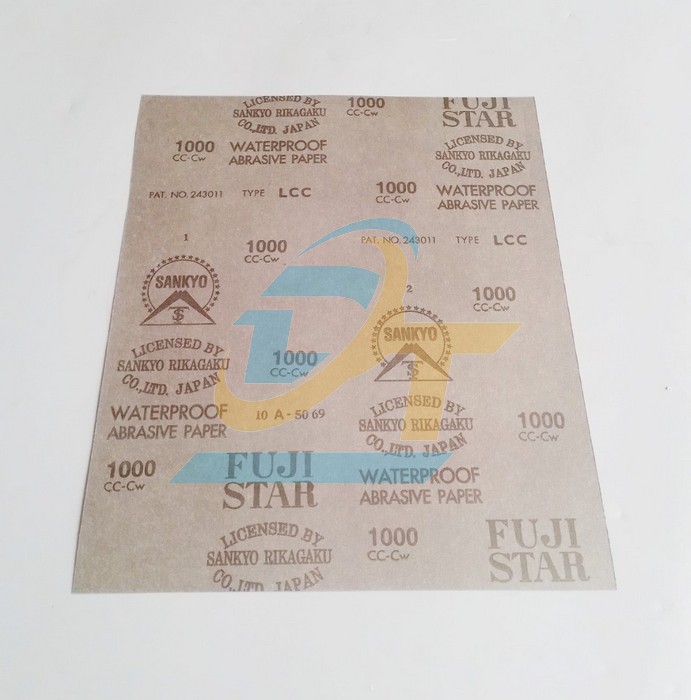 LICENSED BY
SANKYO RIKAGAKU
CO.,LTD. JAPAN
1000
CC-Cw
FUJI
STAR
1000
CC-Cw
WATERPROOF
ABRASIVE PAPER
LICENSED BY
SANKYO RIKAGAKU
CO.,LTD. JAPAN
PAT. NO. 243011 TYPE LCC
1000
CC-Cw
WATERPROOF
ABRASIVE PAPER
1
1000
CC-Cw
PAT. NO. 243011 TYPE LCC
SANKYO
TS
2
1000
CC-Cw
SANKYO
TS
DT
LICENSED BY
SANKYO RIKAGAKU
CO.,LTD. JAPAN
1000
CC-Cw
WATERPROOF
ABRASIVE PAPER
10 A - 50 69
LICENSED BY
SANKYO RIKAGAKU
CO.,LTD. JAPAN
1000
CC-Cw
1000
CC-Cw
FUJI
STAR
WATERPROOF
ABRASIVE PAPER
LICENSED BY
SANKYO RIKAGAKU
CO.,LTD. JAPAN
1000
CC-Cw
FUJI
STAR